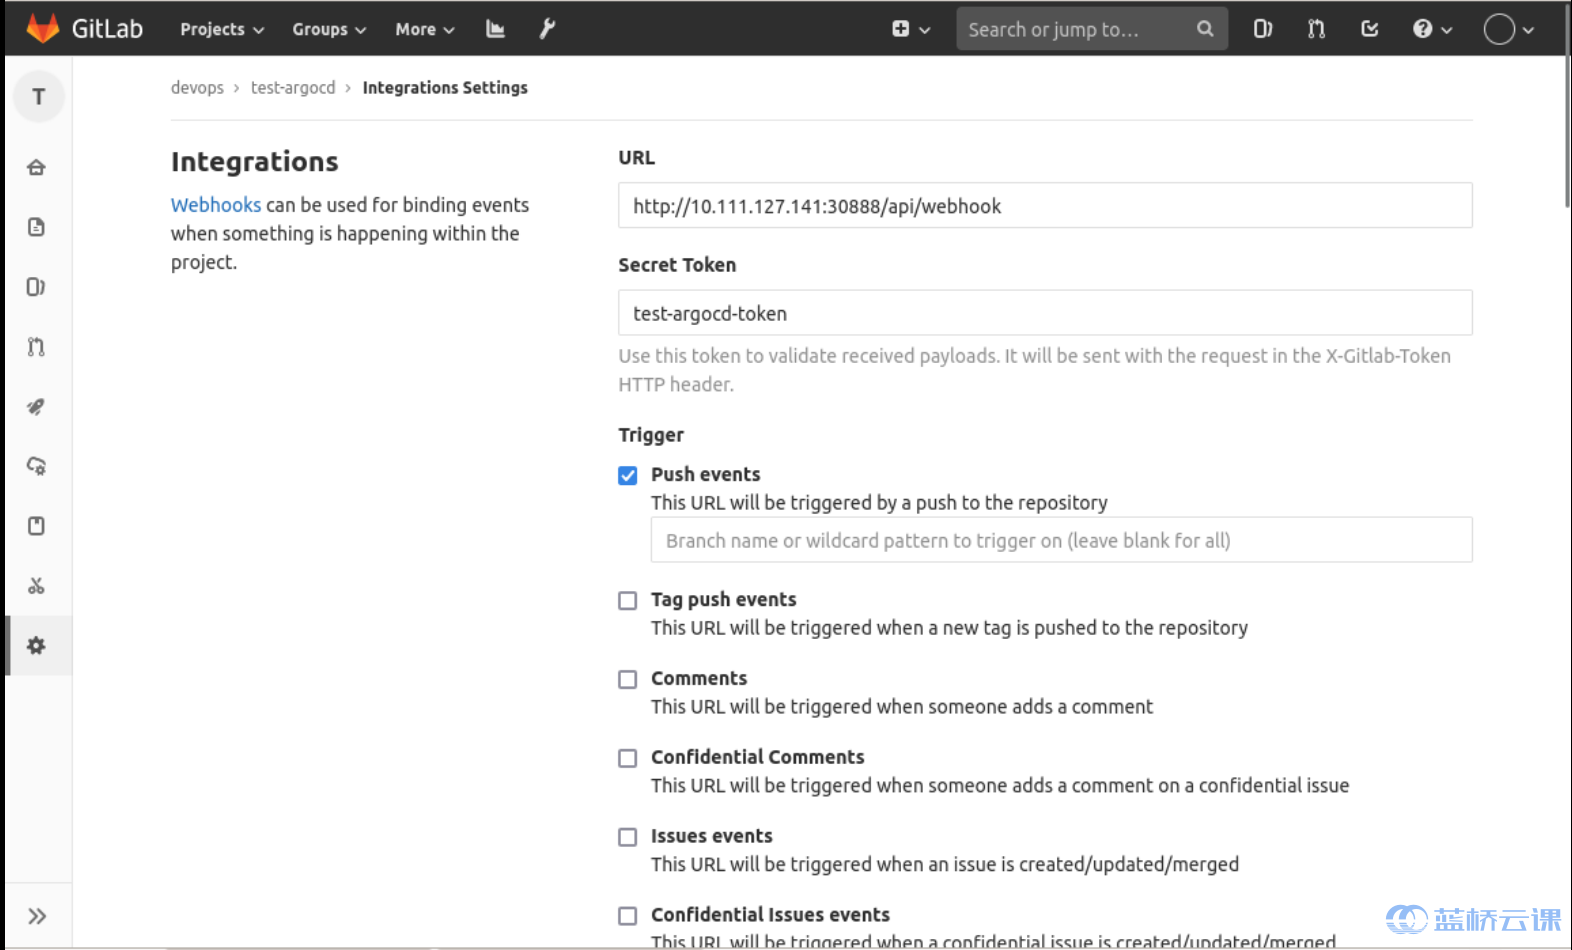 GitLab Projects Groups More Search or jump to…
T
devops › test-argocd › Integrations Settings
Integrations
Webhooks can be used for binding events
when something is happening within the
project.
URL
http://10.111.127.141:30888/api/webhook
Secret Token
test-argocd-token
Use this token to validate received payloads. It will be sent with the request in the X-Gitlab-Token
HTTP header.
Trigger
Push events
This URL will be triggered by a push to the repository
Branch name or wildcard pattern to trigger on (leave blank for all)
Tag push events
This URL will be triggered when a new tag is pushed to the repository
Comments
This URL will be triggered when someone adds a comment
Confidential Comments
This URL will be triggered when someone adds a comment on a confidential issue
Issues events
This URL will be triggered when an issue is created/updated/merged
Confidential Issues events
This URL will be triggered when a confidential issue is created/updated/merged
蓝桥云课